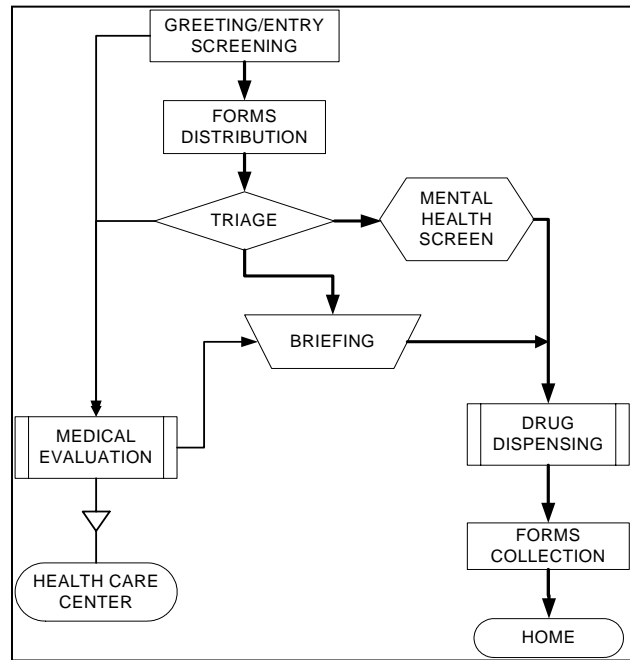 GREETING/ENTRY
SCREENING
FORMS
DISTRIBUTION
TRIAGE
MENTAL
HEALTH
SCREEN
BRIEFING
MEDICAL
EVALUATION
DRUG
DISPENSING
FORMS
COLLECTION
HEALTH CARE
CENTER
HOME